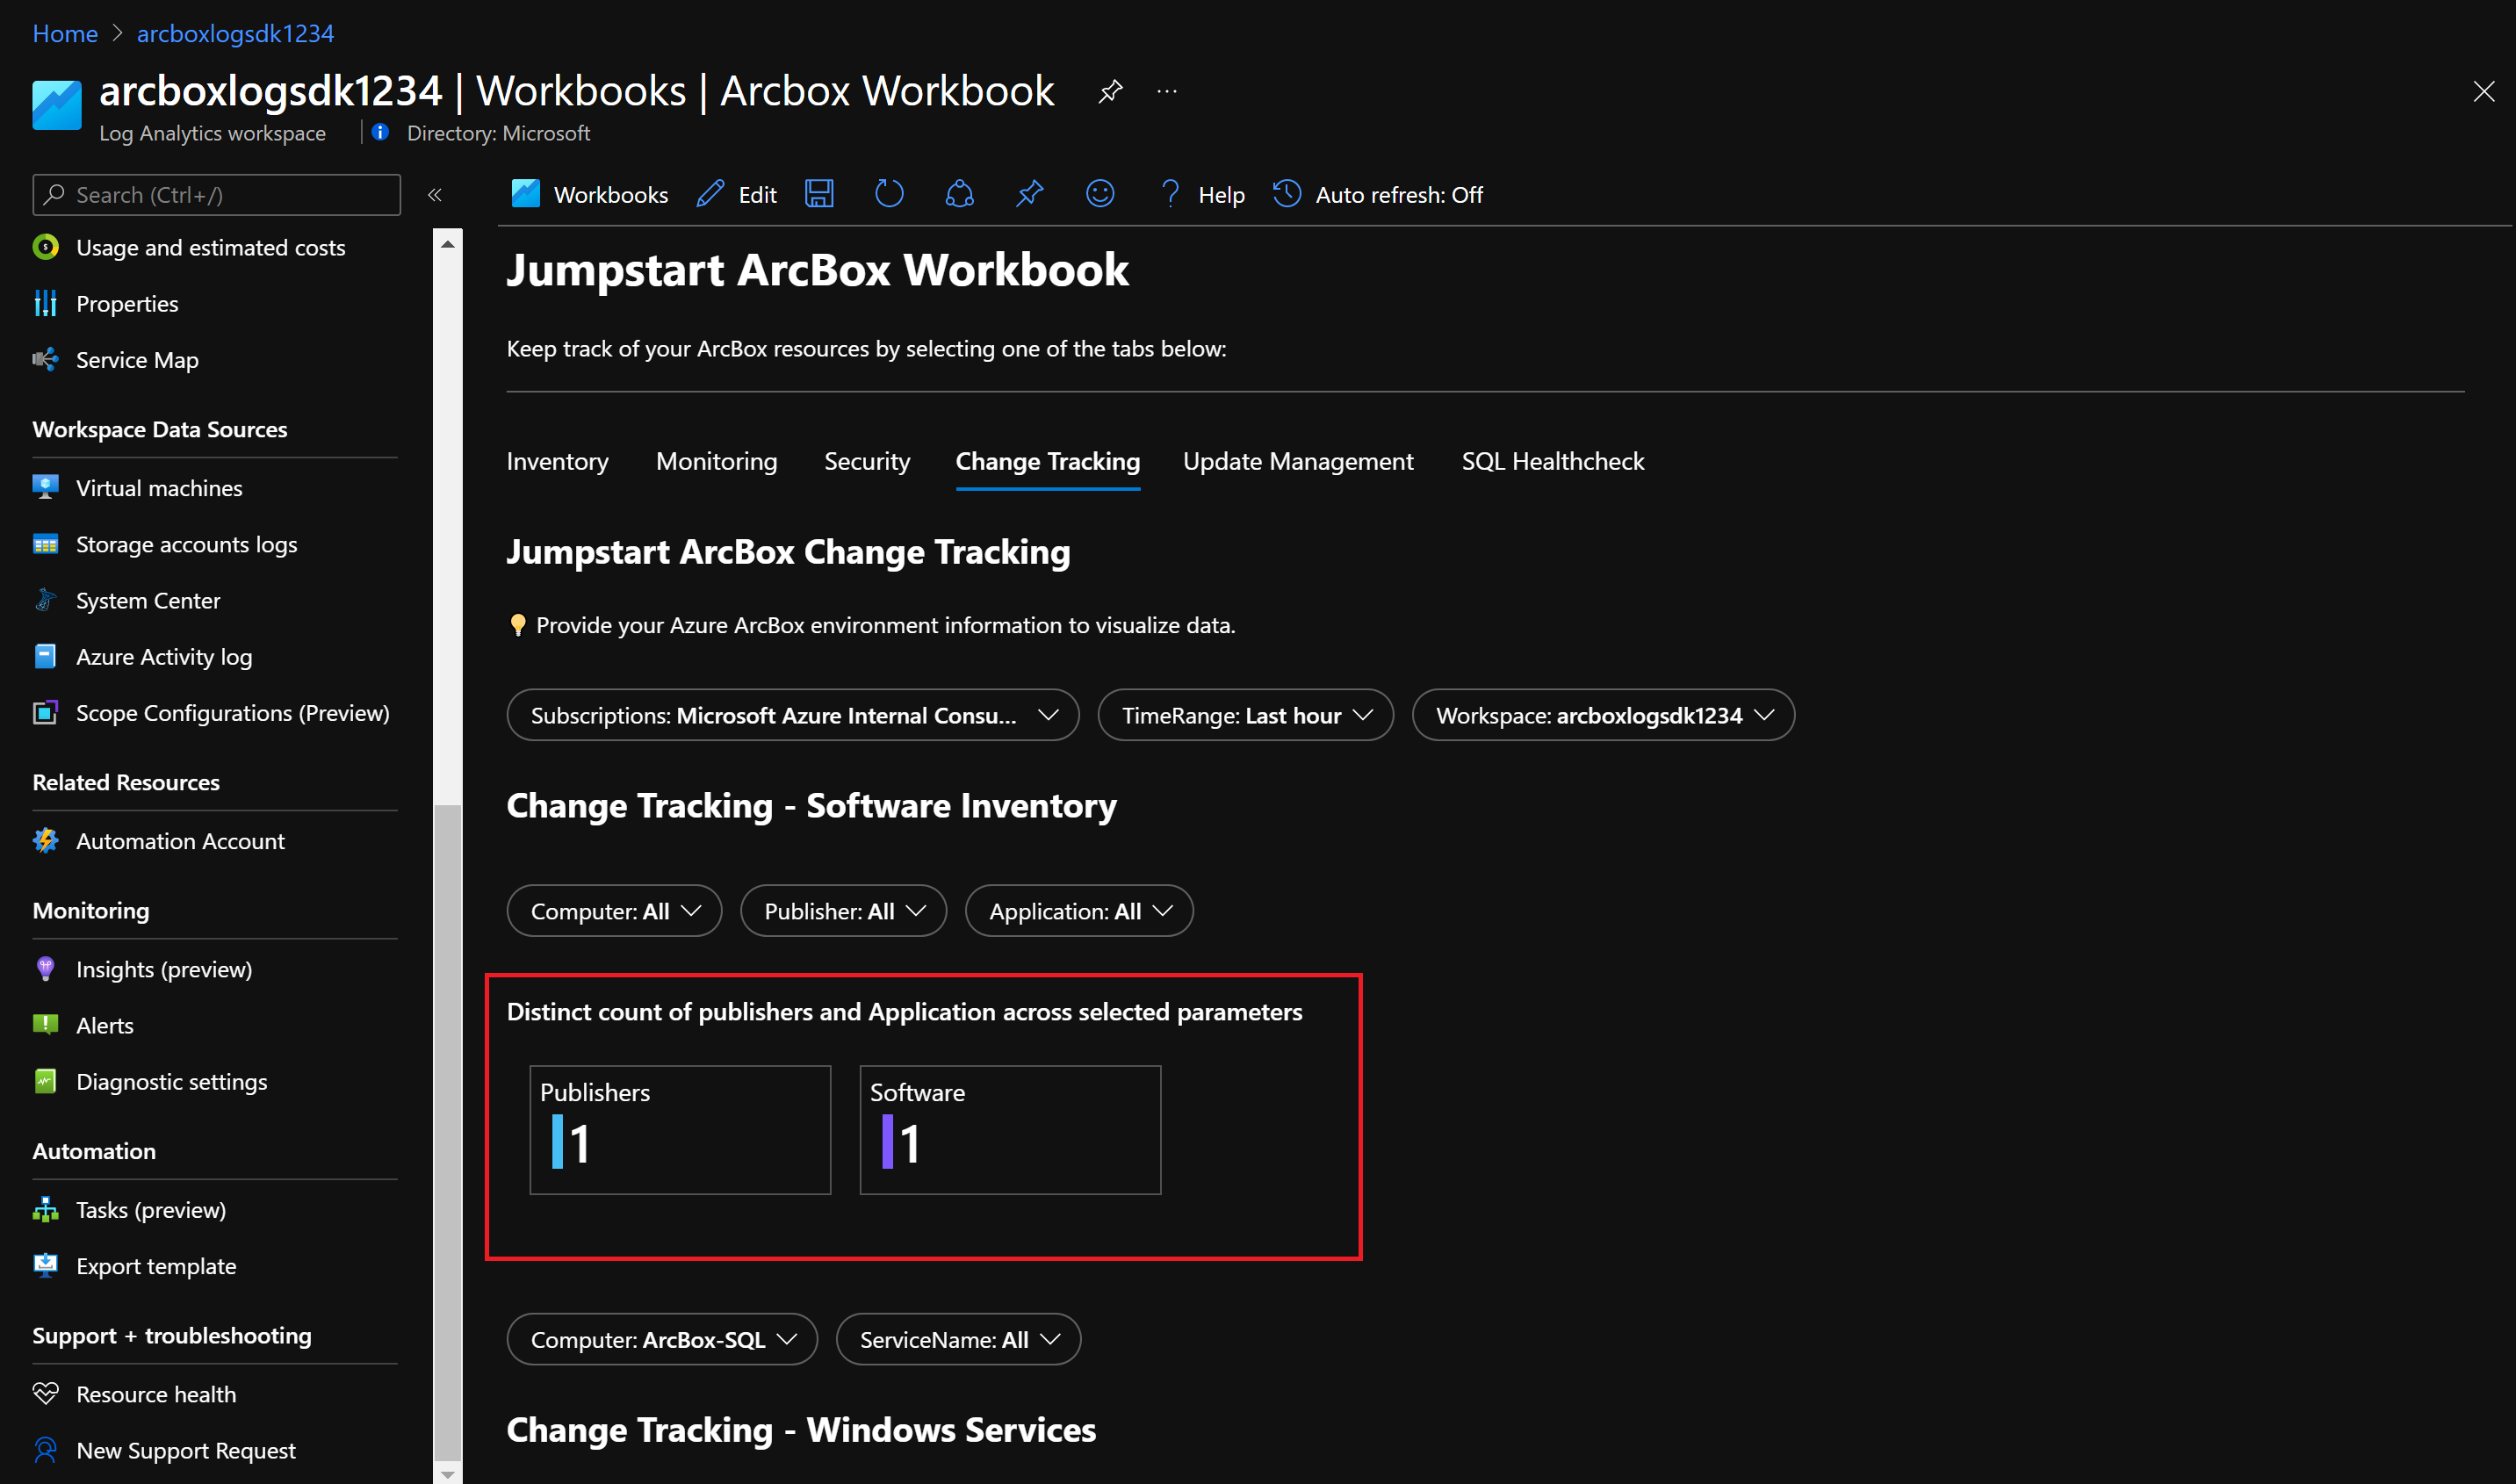 Home > arcboxlogsdk1234
arcboxlogsdk1234 | Workbooks | Arcbox Workbook ...
Log Analytics workspace | Directory: Microsoft
Search (Ctrl+/) «
Usage and estimated costs
Properties
Service Map
Workspace Data Sources
Virtual machines
Storage accounts logs
System Center
Azure Activity log
Scope Configurations (Preview)
Related Resources
Automation Account
Monitoring
Insights (preview)
Alerts
Diagnostic settings
Automation
Tasks (preview)
Export template
Support + troubleshooting
Resource health
New Support Request
Workbooks Edit ? Help Auto refresh: Off
Jumpstart ArcBox Workbook
Keep track of your ArcBox resources by selecting one of the tabs below:
Inventory Monitoring Security Change Tracking Update Management SQL Healthcheck
Jumpstart ArcBox Change Tracking
💡 Provide your Azure ArcBox environment information to visualize data.
Subscriptions: Microsoft Azure Internal Consu... TimeRange: Last hour Workspace: arcboxlogsdk1234
Change Tracking - Software Inventory
Computer: All Publisher: All Application: All
Distinct count of publishers and Application across selected parameters
Publishers
1
Software
1
Computer: ArcBox-SQL ServiceName: All
Change Tracking - Windows Services